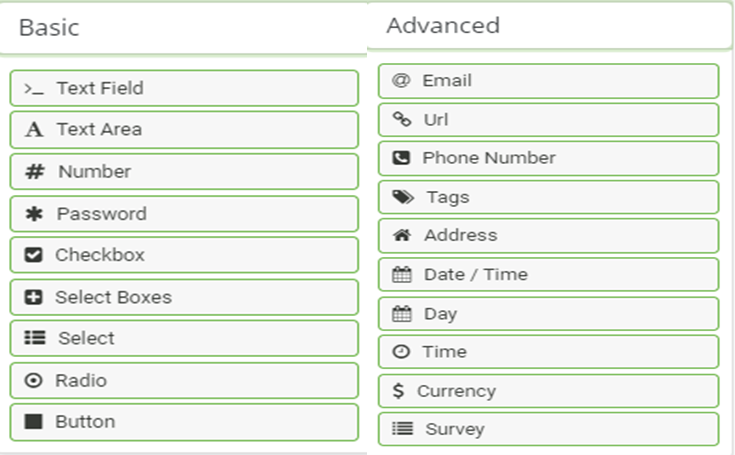 Basic
Text Field
Text Area
Number
Password
Checkbox
Select Boxes
Select
Radio
Button
Advanced
Email
Url
Phone Number
Tags
Address
Date / Time
Day
Time
Currency
Survey